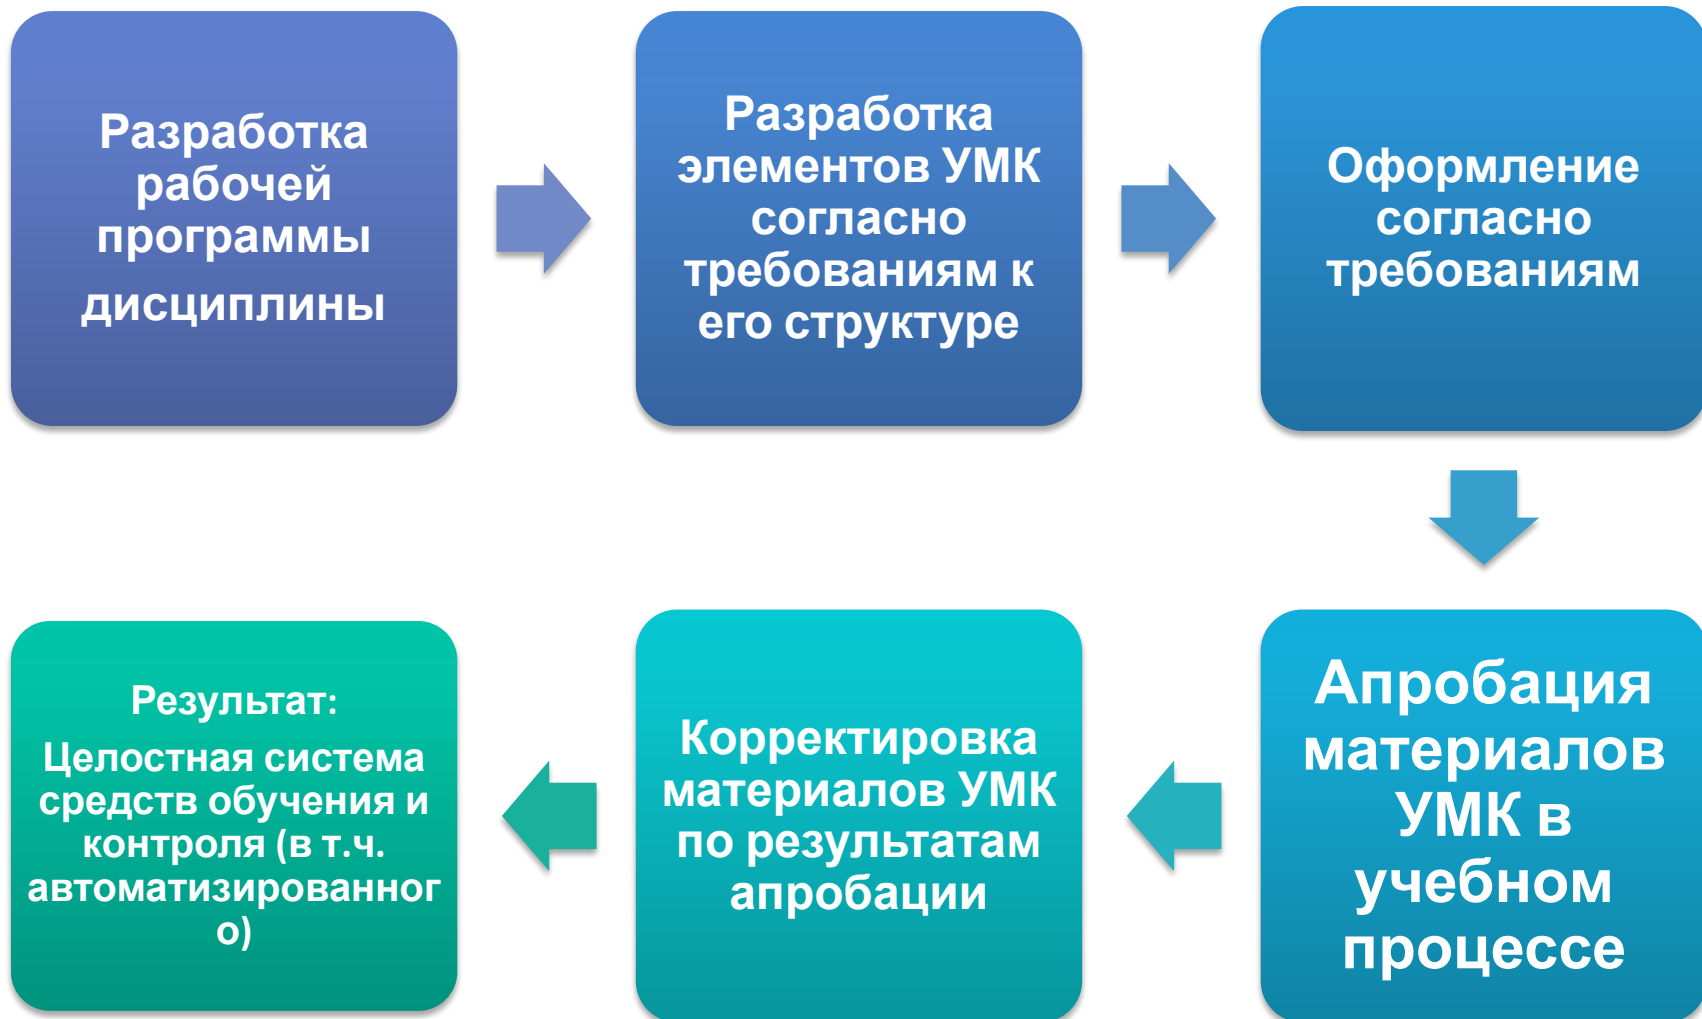 Разработка
рабочей
программы
дисциплины
Разработка
элементов УМК
согласно
требованиям к
его структуре
Оформление
согласно
требованиям
Апробация
материалов
УМК в
учебном
процессе
Корректировка
материалов УМК
по результатам
апробации
Результат:
Целостная система
средств обучения и
контроля (в т.ч.
автоматизированног
о)